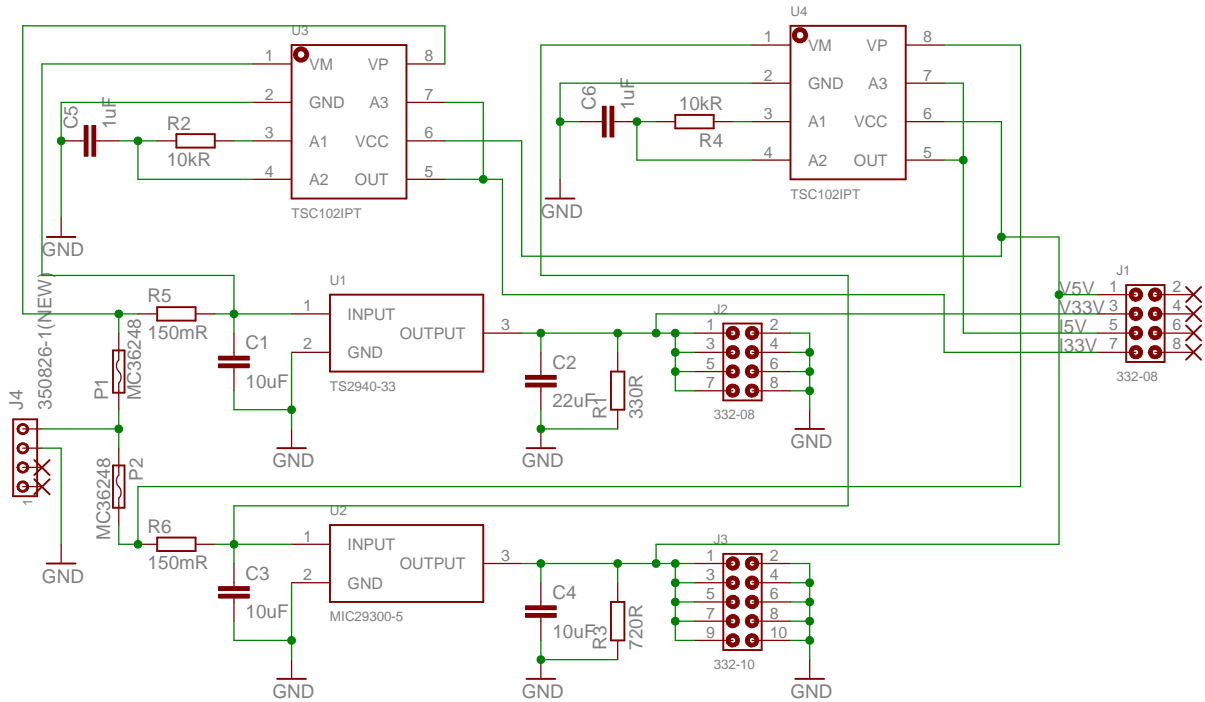 U3
1 VM VP 8
2 GND A3 7
3 A1 VCC 6
4 A2 OUT 5
TSC102IPT
C5
1uF
R2
10kR
GND
U4
1 VM VP 8
2 GND A3 7
3 A1 VCC 6
4 A2 OUT 5
TSC102IPT
C6
1uF
10kR
R4
GND
J4
350826-1(NEW)
1
GND
P1
MC36248
P2
MC36248
R5
150mR
C1
10uF
GND
U1
1 INPUT
OUTPUT 3
2 GND
TS2940-33
C2
22uF
R1
330R
GND
J2
1 2
3 4
5 6
7 8
332-08
GND
J1
V5V 1 2
V33V 3 4
I5V 5 6
I33V 7 8
332-08
R6
150mR
C3
10uF
GND
U2
1 INPUT
OUTPUT 3
2 GND
MIC29300-5
C4
10uF
R3
720R
GND
J3
1 2
3 4
5 6
7 8
9 10
332-10
GND